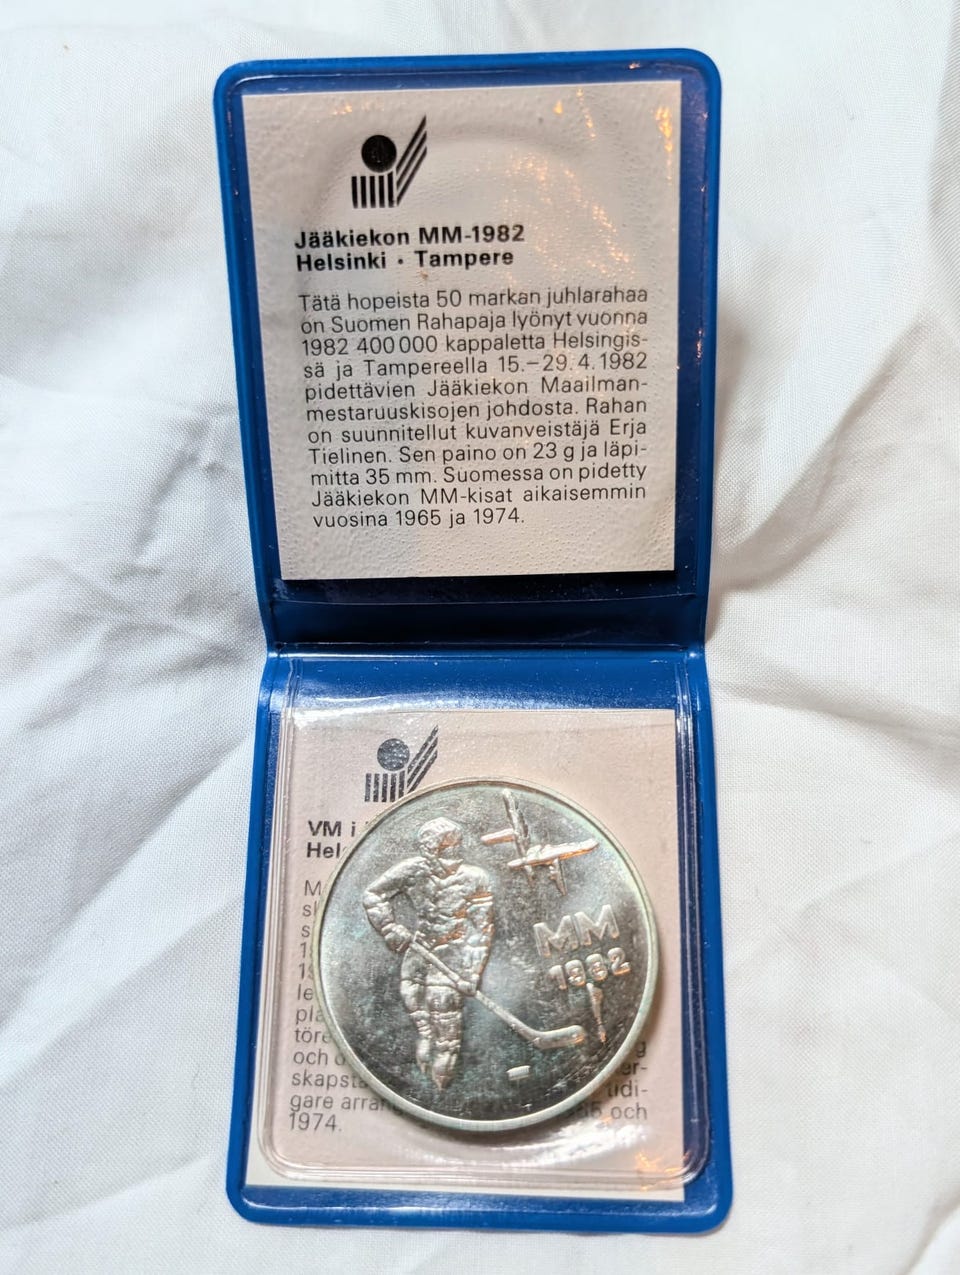 Jääkiekon MM-1982
Helsinki · Tampere
Tätä hopeista 50 markan juhlarahaa
on Suomen Rahapaja lyönyt vuonna
1982 400 000 kappaletta Helsingis-
sä ja Tampereella 15.–29.4.1982
pidettävien Jääkiekon Maailman-
mestaruuskisojen johdosta. Rahan
on suunnitellut kuvanveistäjä Erja
Tielinen. Sen paino on 23 g ja läpi-
mitta 35 mm. Suomessa on pidetty
Jääkiekon MM-kisat aikaisemmin
vuosina 1965 ja 1974.
VM i
Hel
MM
1982
och
tidi-
gare
och
1974.